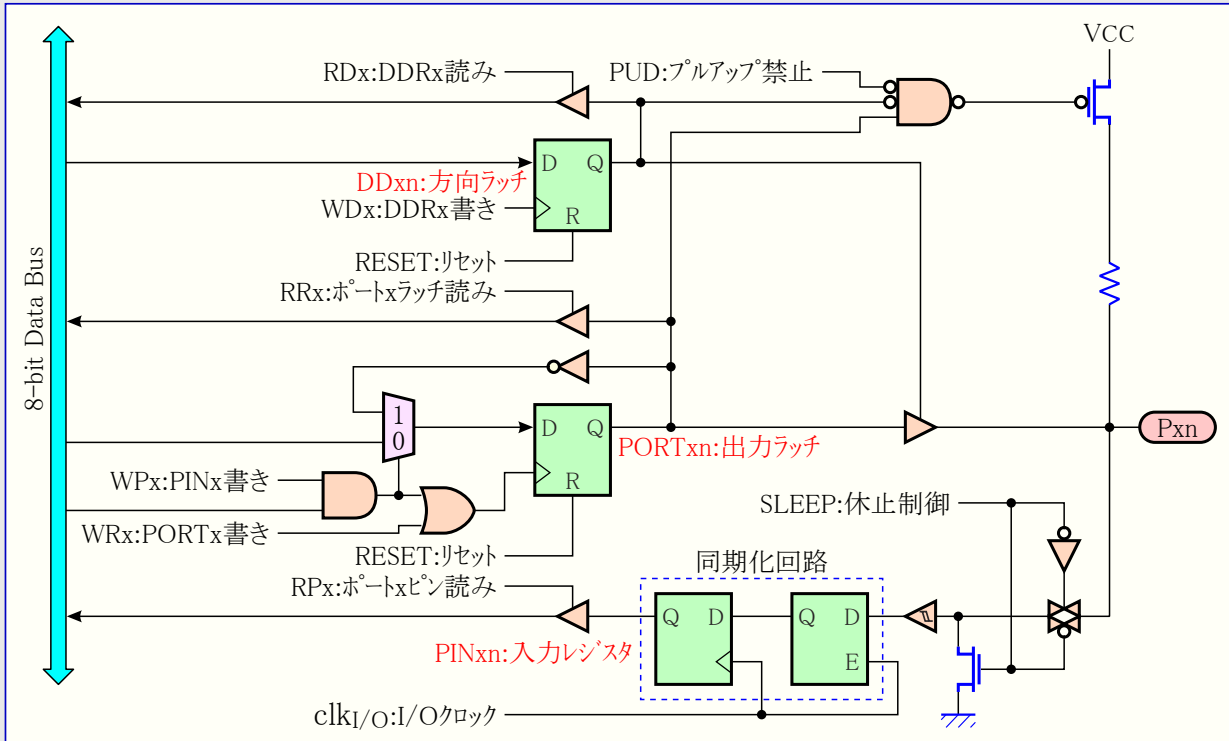 VCC
RDx:DDRx読み
PUD:プルアップ禁止
D Q
DDxn:方向ラッチ
WDx:DDRx書き
R
RESET:リセット
RRx:ポートxラッチ読み
8-bit Data Bus
1
0
D Q
Pxn
PORTxn:出力ラッチ
WPx:PINx書き
R
SLEEP:休止制御
WRx:PORTx書き
RESET:リセット
同期化回路
RPx:ポートxピン読み
Q D
Q D
PINxn:入力レジスタ
E
clkI/O:I/Oクロック